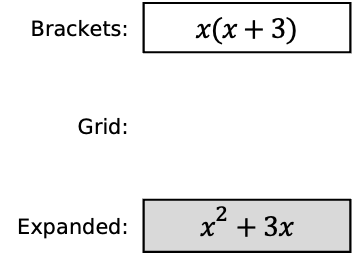 Brackets: x(x + 3)
Grid:
Expanded: x² + 3x